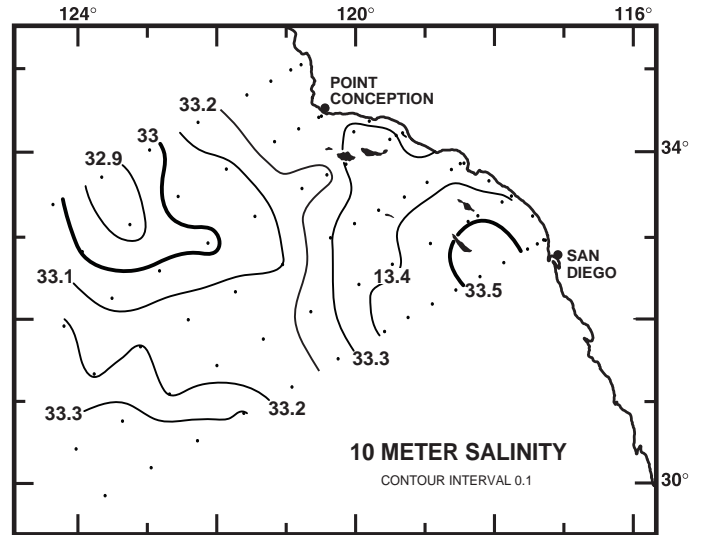 124° 120° 116°
POINT
CONCEPTION
33.2
33
34°
32.9
SAN
DIEGO
33.1
13.4
33.5
33.3
33.2
33.3
10 METER SALINITY
CONTOUR INTERVAL 0.1
30°